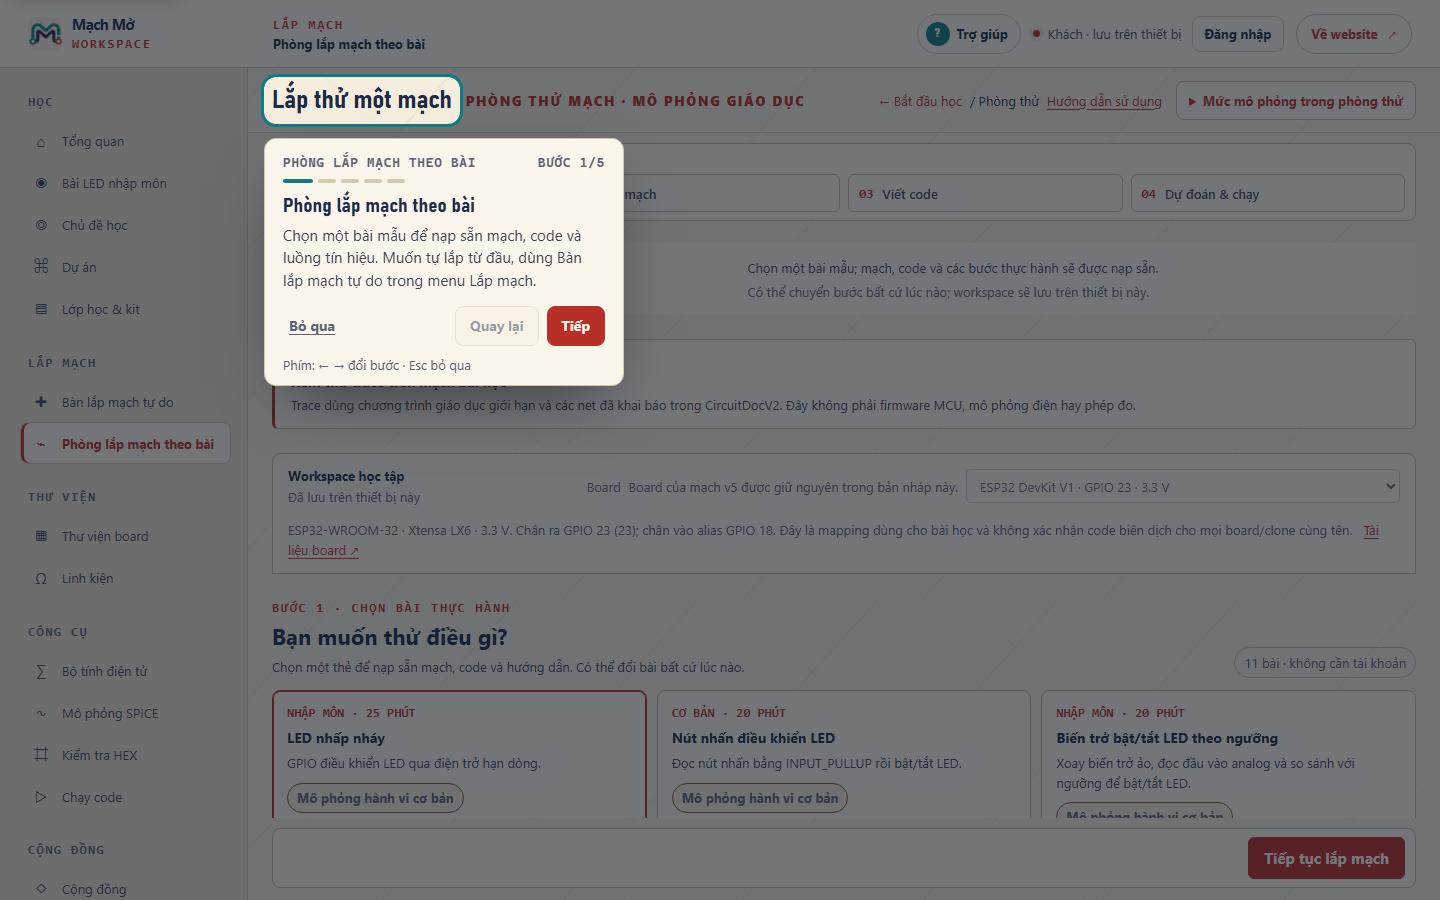 Mạch Mở
WORKSPACE
LẮP MẠCH
Phòng lắp mạch theo bài
? Trợ giúp
Khách · lưu trên thiết bị
Đăng nhập
Về website ↗
HỌC
Tổng quan
Bài LED nhập môn
Chủ đề học
Dự án
Lớp học & kit
LẮP MẠCH
Bàn lắp mạch tự do
Phòng lắp mạch theo bài
THƯ VIỆN
Thư viện board
Linh kiện
CÔNG CỤ
Bộ tính điện tử
Mô phỏng SPICE
Kiểm tra HEX
Chạy code
CỘNG ĐỒNG
Cộng đồng
Lắp thử một mạch
PHÒNG THỬ MẠCH · MÔ PHỎNG GIÁO DỤC
← Bắt đầu học / Phòng thử Hướng dẫn sử dụng
▶ Mức mô phỏng trong phòng thử
PHÒNG LẮP MẠCH THEO BÀI
BƯỚC 1/5
Phòng lắp mạch theo bài
Chọn một bài mẫu để nạp sẵn mạch, code và
luồng tín hiệu. Muốn tự lắp từ đầu, dùng Bàn
lắp mạch tự do trong menu Lắp mạch.
Bỏ qua
Quay lại
Tiếp
Phím: ← → đổi bước · Esc bỏ qua
mạch
03 Viết code
04 Dự đoán & chạy
Chọn một bài mẫu; mạch, code và các bước thực hành sẽ được nạp sẵn.
Có thể chuyển bước bất cứ lúc nào; workspace sẽ lưu trên thiết bị này.
Trace dùng chương trình giáo dục giới hạn và các net đã khai báo trong CircuitDocV2. Đây không phải firmware MCU, mô phỏng điện hay phép đo.
Workspace học tập
Đã lưu trên thiết bị này
Board Board của mạch v5 được giữ nguyên trong bản nháp này.
ESP32 DevKit V1 · GPIO 23 · 3.3 V
ESP32-WROOM-32 · Xtensa LX6 · 3.3 V. Chân ra GPIO 23 (23); chân vào alias GPIO 18. Đây là mapping dùng cho bài học và không xác nhận code biên dịch cho mọi board/clone cùng tên. Tài
liệu board ↗
BƯỚC 1 · CHỌN BÀI THỰC HÀNH
Bạn muốn thử điều gì?
Chọn một thẻ để nạp sẵn mạch, code và hướng dẫn. Có thể đổi bài bất cứ lúc nào.
11 bài · không cần tài khoản
NHẬP MÔN · 25 PHÚT
LED nhấp nháy
GPIO điều khiển LED qua điện trở hạn dòng.
Mô phỏng hành vi cơ bản
CƠ BẢN · 20 PHÚT
Nút nhấn điều khiển LED
Đọc nút nhấn bằng INPUT_PULLUP rồi bật/tắt LED.
Mô phỏng hành vi cơ bản
NHẬP MÔN · 20 PHÚT
Biến trở bật/tắt LED theo ngưỡng
Xoay biến trở ảo, đọc đầu vào analog và so sánh với
ngưỡng để bật/tắt LED.
Mô phỏng hành vi cơ bản
Tiếp tục lắp mạch